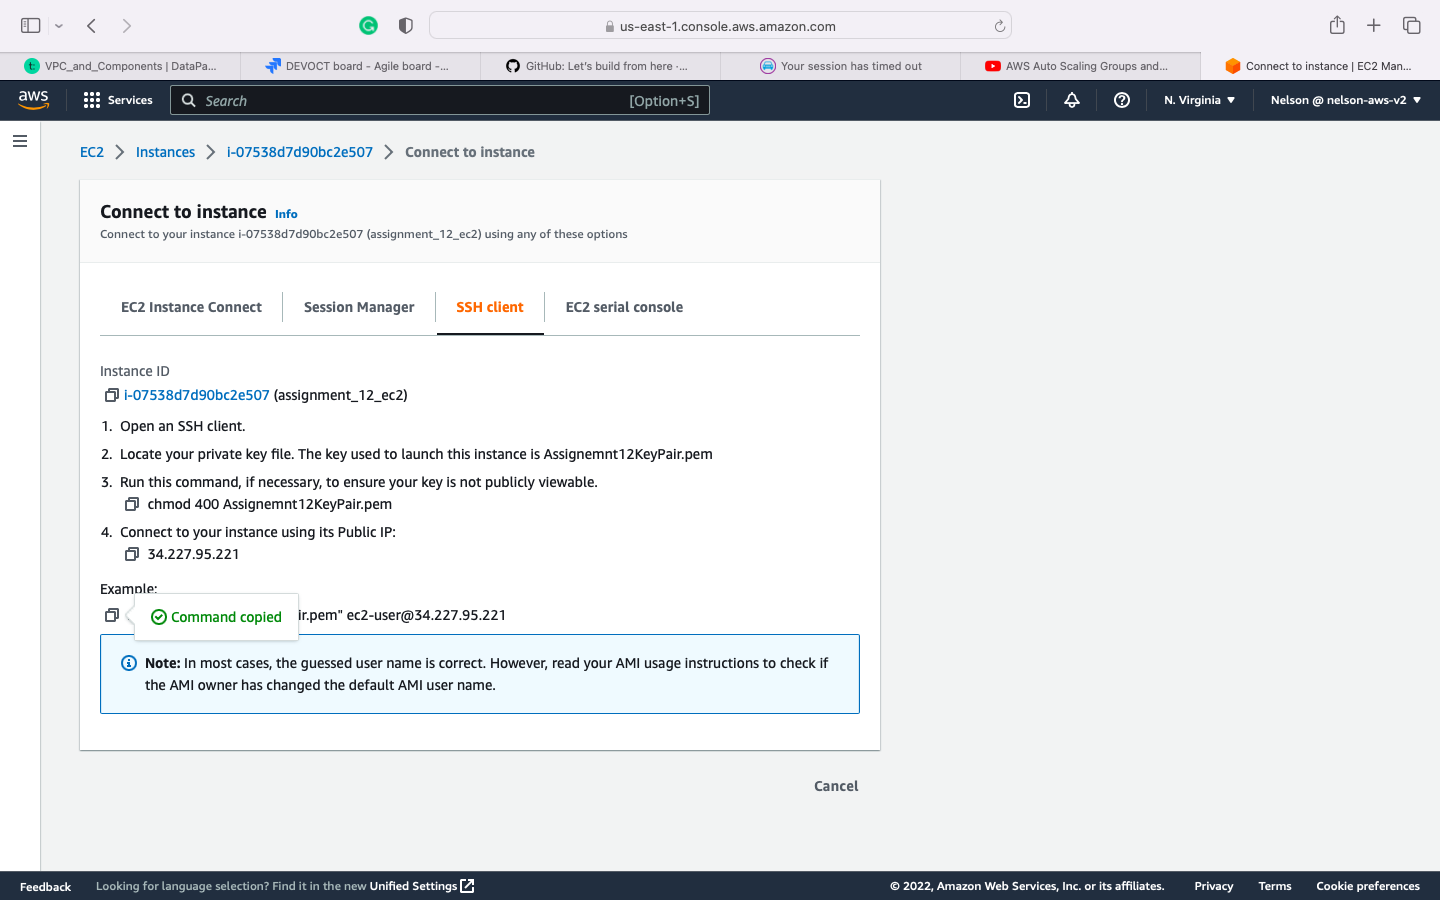 us-east-1.console.aws.amazon.com
VPC_and_Components | DataPa...
DEVOCT board - Agile board -...
GitHub: Let's build from here ·...
Your session has timed out
AWS Auto Scaling Groups and...
Connect to instance | EC2 Man...
aws
Services
Search
[Option+S]
N. Virginia
Nelson @ nelson-aws-v2
EC2
Instances
i-07538d7d90bc2e507
Connect to instance
Connect to instance Info
Connect to your instance i-07538d7d90bc2e507 (assignment_12_ec2) using any of these options
EC2 Instance Connect
Session Manager
SSH client
EC2 serial console
Instance ID
i-07538d7d90bc2e507 (assignment_12_ec2)
1. Open an SSH client.
2. Locate your private key file. The key used to launch this instance is Assignemnt12KeyPair.pem
3. Run this command, if necessary, to ensure your key is not publicly viewable.
chmod 400 Assignemnt12KeyPair.pem
4. Connect to your instance using its Public IP:
34.227.95.221
Example:
Command copied
ir.pem" ec2-user@34.227.95.221
Note: In most cases, the guessed user name is correct. However, read your AMI usage instructions to check if
the AMI owner has changed the default AMI user name.
Cancel
Feedback
Looking for language selection? Find it in the new Unified Settings
© 2022, Amazon Web Services, Inc. or its affiliates.
Privacy
Terms
Cookie preferences